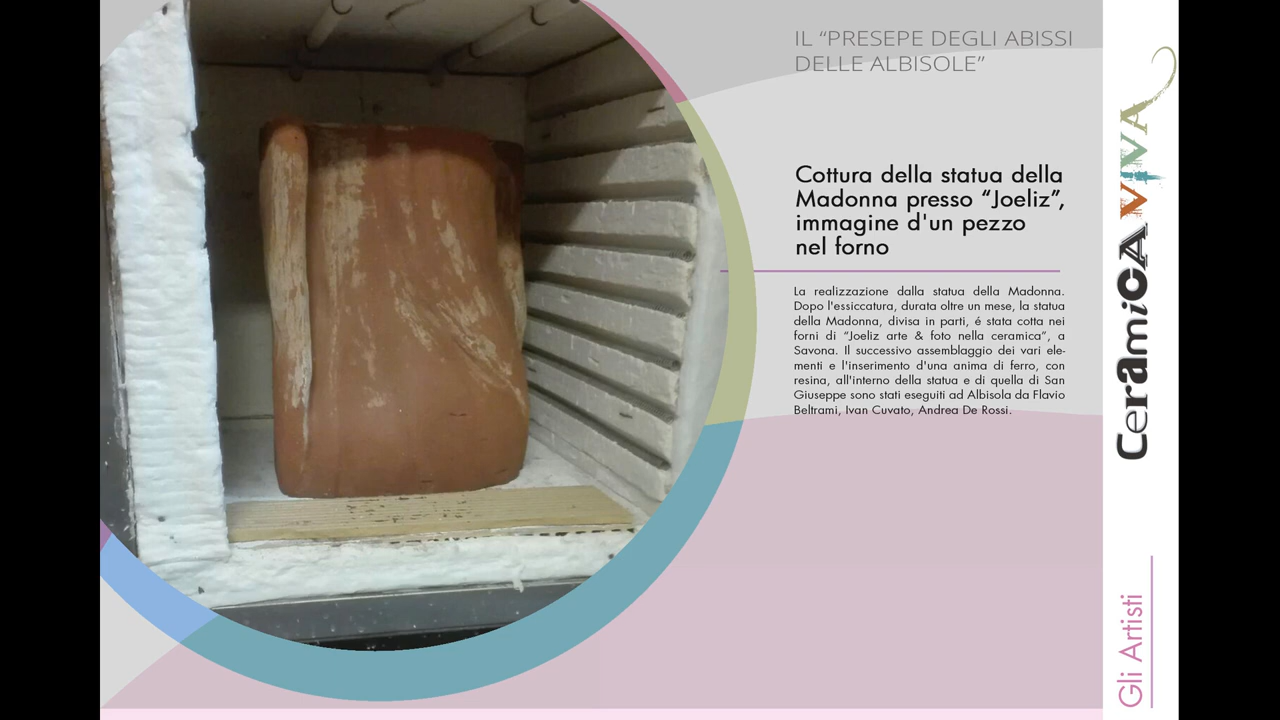 IL “PRESEPE DEGLI ABISSI
DELLE ALBISOLE”
Cottura della statua della
Madonna presso “Joeliz”,
immagine d'un pezzo
nel forno
La realizzazione dalla statua della Madonna.
Dopo l'essiccatura, durata oltre un mese, la statua
della Madonna, divisa in parti, é stata cotta nei
forni di “Joeliz arte & foto nella ceramica”, a
Savona. Il successivo assemblaggio dei vari ele-
menti e l'inserimento d'una anima di ferro, con
resina, all'interno della statua e di quella di San
Giuseppe sono stati eseguiti ad Albisola da Flavio
Beltrami, Ivan Cuvato, Andrea De Rossi.
CeramiCA VIVA
Gli Artisti